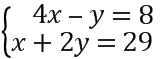 4x – y = 8
x + 2y = 29